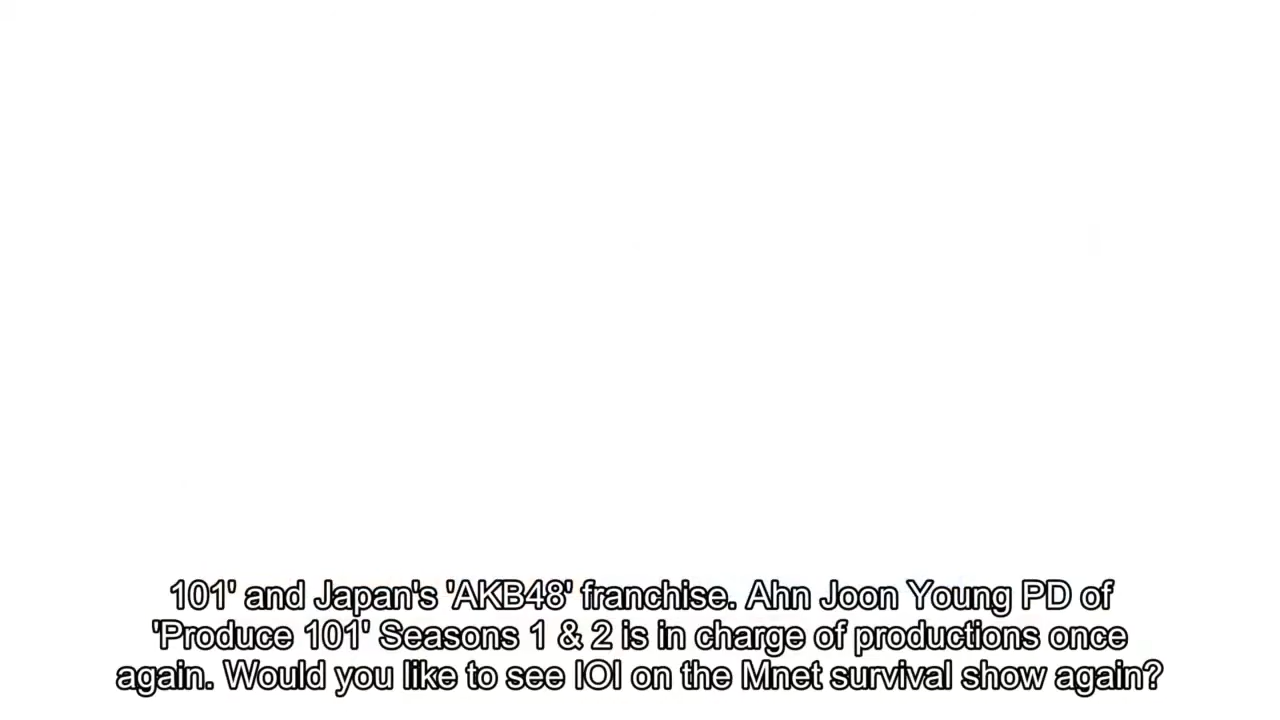 101' and Japan's 'AKB48' franchise. Ahn Joon Young PD of
'Produce 101' Seasons 1 & 2 is in charge of productions once
again. Would you like to see IOI on the Mnet survival show again?